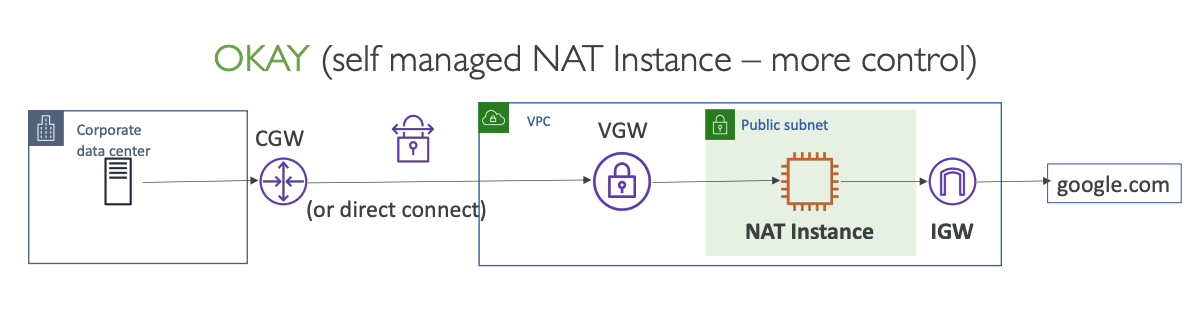 OKAY (self managed NAT Instance – more control)
Corporate
data center
CGW
(or direct connect)
VPC
VGW
Public subnet
NAT Instance
IGW
google.com